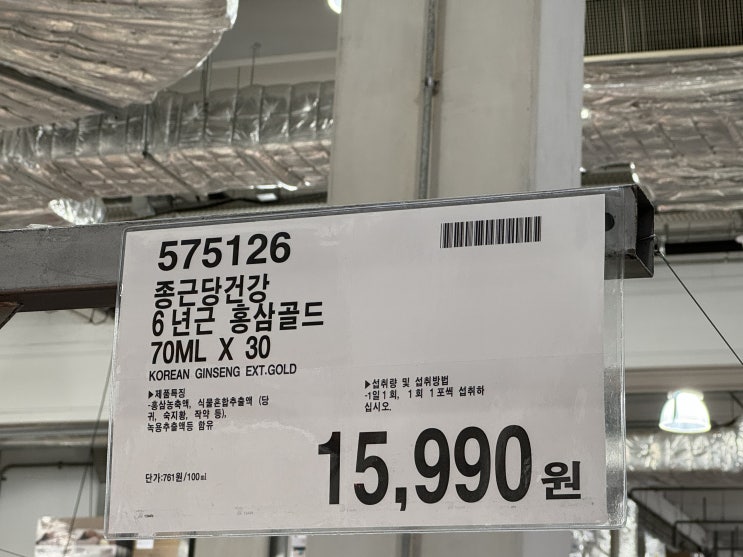 575126
종근당건강
6년근 홍삼골드
70ML X 30
KOREAN GINSENG EXT.GOLD
▶제품특징
-홍삼농축액, 식물혼합추출액 (당
귀, 숙지황, 작약 등),
녹용추출액등 함유
▶섭취량 및 섭취방법
-1일 1회, 1회 1포씩 섭취하
십시오.
단가:761원/100㎖
15,990원